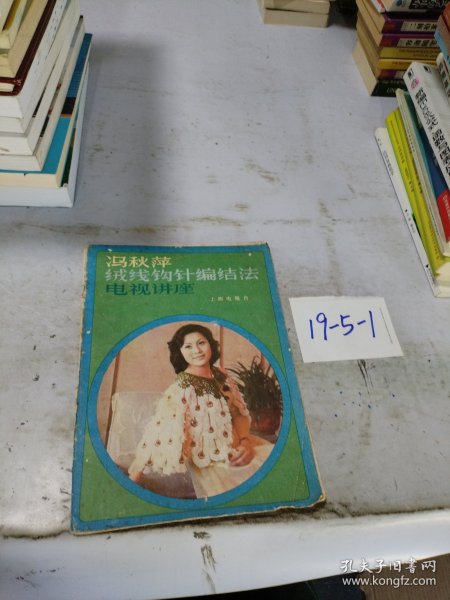 冯秋萍
绒线钩针编结法
电视讲座
上海电视台
19-5-1
孔夫子旧书网
www.kongfz.com